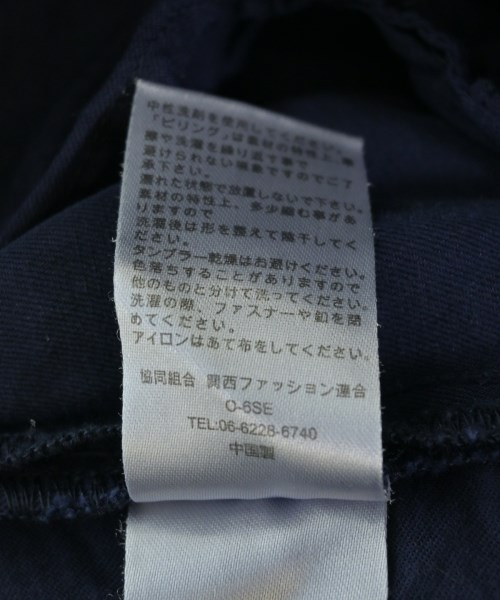 中性洗剤を使用してください。
「ピリング」は素材の特性上、摩
擦や洗濯を繰り返す事で
避けられない現象ですのでご了
承下さい。
濡れた状態で放置しないで下さい。
素材の特性上、多少縮む事があ
りますので
洗濯後は形を整えて陰干してく
ださい。
タンブラー乾燥はお避けください。
色落ちすることがありますので
他のものと分けて洗ってください。
洗濯の際、ファスナーや釦を閉
めてください。
アイロンはあて布をしてください。
協同組合 関西ファッション連合
O-6SE
TEL:06-6228-6740
中国製